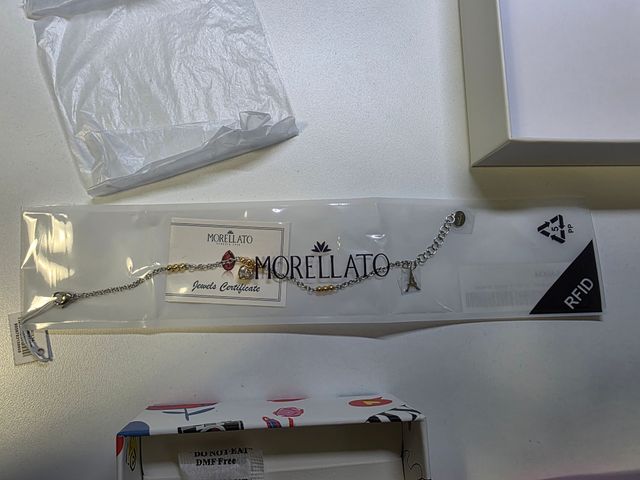 MORELLATO
Jewels Certificate
MORELLATO
5
PP
RFID
DO NOT EAT
DMF Free